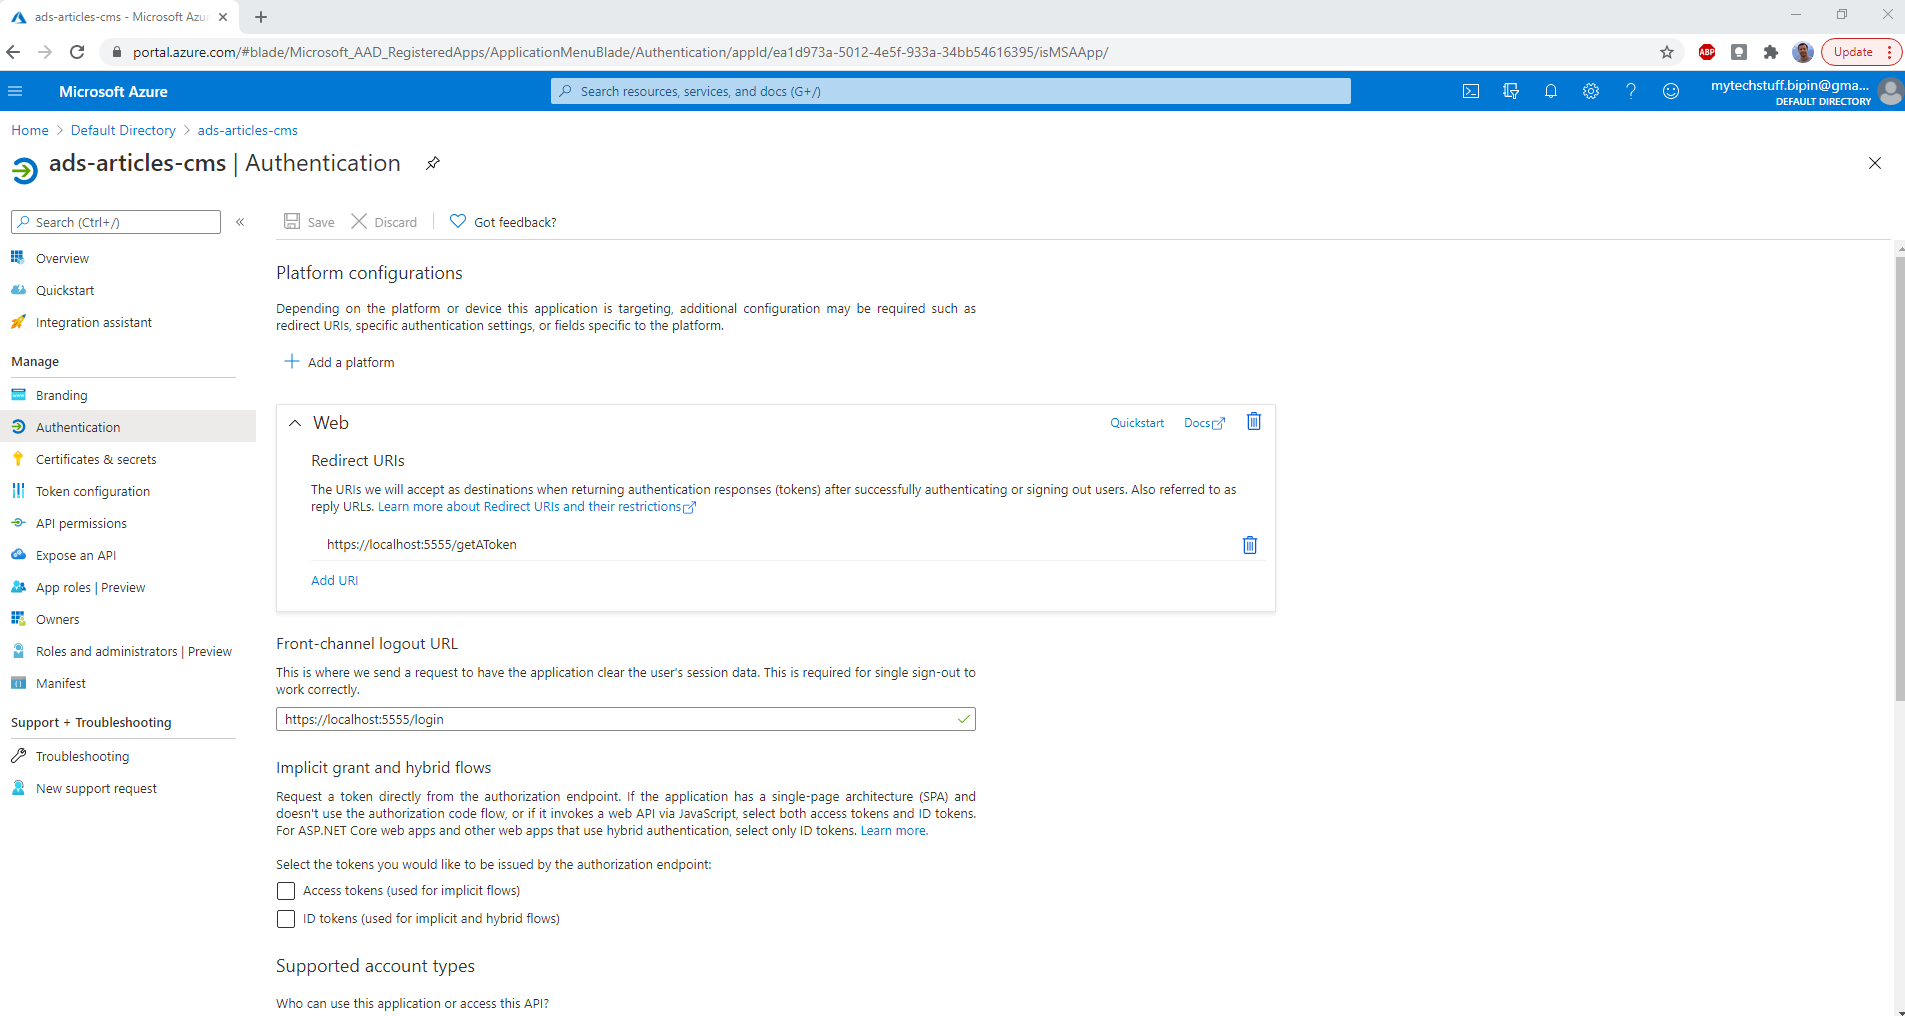 ads-articles-cms - Microsoft Azu
portal.azure.com/#blade/Microsoft_AAD_RegisteredApps/ApplicationMenuBlade/Authentication/appId/ea1d973a-5012-4e5f-933a-34bb54616395/isMSAApp/
ABP
Update
Microsoft Azure
Search resources, services, and docs (G+/)
mytechstuff.bipin@gma...
DEFAULT DIRECTORY
Home > Default Directory > ads-articles-cms
ads-articles-cms | Authentication
Search (Ctrl+/)
«
Overview
Quickstart
Integration assistant
Manage
Branding
Authentication
Certificates & secrets
Token configuration
API permissions
Expose an API
App roles | Preview
Owners
Roles and administrators | Preview
Manifest
Support + Troubleshooting
Troubleshooting
New support request
Save
Discard
Got feedback?
Platform configurations
Depending on the platform or device this application is targeting, additional configuration may be required such as
redirect URIs, specific authentication settings, or fields specific to the platform.
Add a platform
Web
Quickstart
Docs
Redirect URIs
The URIs we will accept as destinations when returning authentication responses (tokens) after successfully authenticating or signing out users. Also referred to as
reply URLs. Learn more about Redirect URIs and their restrictions
https://localhost:5555/getAToken
Add URI
Front-channel logout URL
This is where we send a request to have the application clear the user's session data. This is required for single sign-out to
work correctly.
https://localhost:5555/login
Implicit grant and hybrid flows
Request a token directly from the authorization endpoint. If the application has a single-page architecture (SPA) and
doesn't use the authorization code flow, or if it invokes a web API via JavaScript, select both access tokens and ID tokens.
For ASP.NET Core web apps and other web apps that use hybrid authentication, select only ID tokens. Learn more.
Select the tokens you would like to be issued by the authorization endpoint:
Access tokens (used for implicit flows)
ID tokens (used for implicit and hybrid flows)
Supported account types
Who can use this application or access this API?